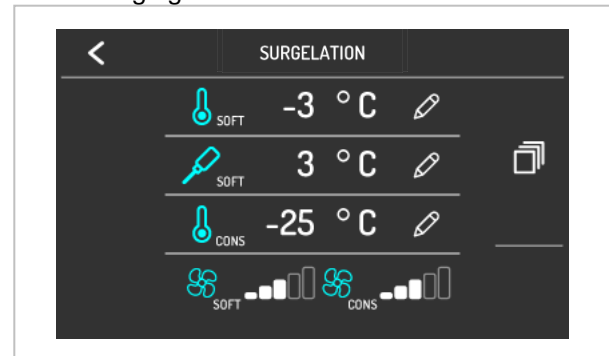 SURGELATION
SOFT -3 °C
SOFT 3 °C
CONS -25 °C
SOFT CONS